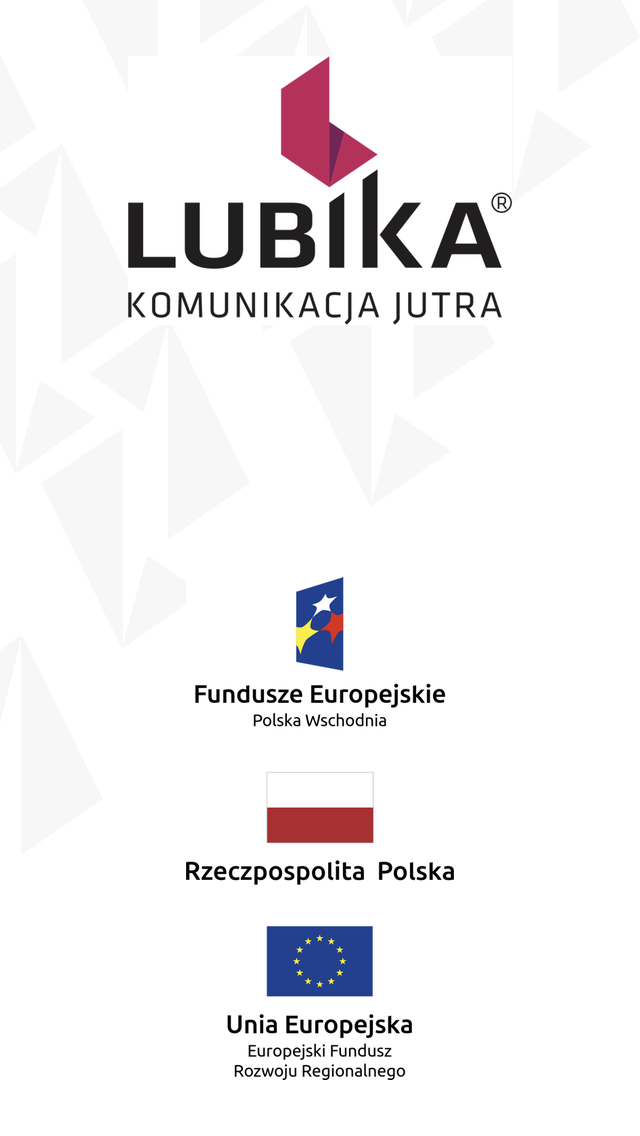 LUBIKA®
KOMUNIKACJA JUTRA
Fundusze Europejskie
Polska Wschodnia
Rzeczpospolita Polska
Unia Europejska
Europejski Fundusz
Rozwoju Regionalnego